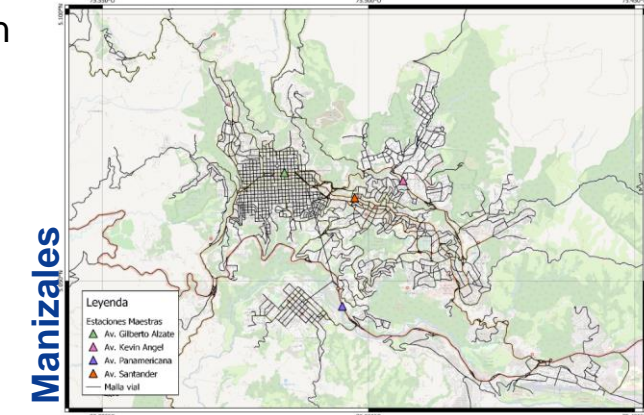 n
Manizales
Leyenda
Estaciones Maestras
Av. Gilberto Alzate
Av. Kevin Angel
Av. Panamericana
Av. Santander
Malla vial